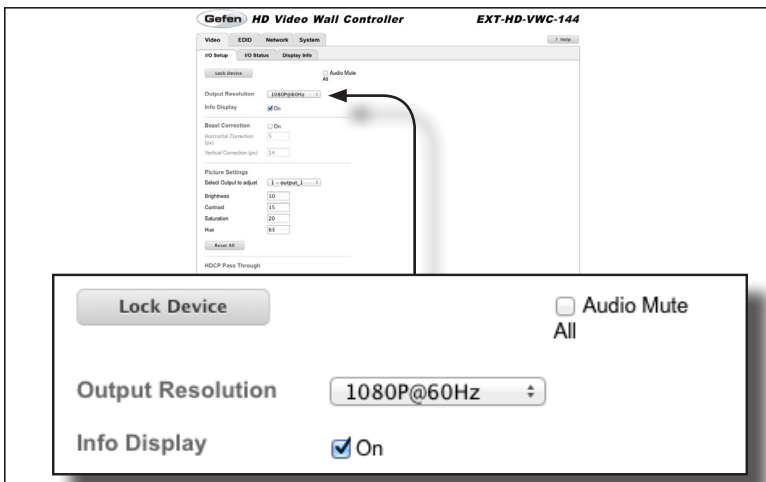 Gefen HD Video Wall Controller EXT-HD-VWC-144
Video EDID Network System ? Help
I/O Setup I/O Status Display Info
Lock Device Audio Mute
All
Output Resolution 1080P@60Hz
Info Display On
Bezel Correction On
Horizontal Correction 5
(px)
Vertical Correction (px) 14
Picture Settings
Select Output to adjust 1 - output_1
Brightness 10
Contrast 15
Saturation 20
Hue 63
Reset All
HDCP Pass Through
Lock Device Audio Mute
All
Output Resolution 1080P@60Hz
Info Display On